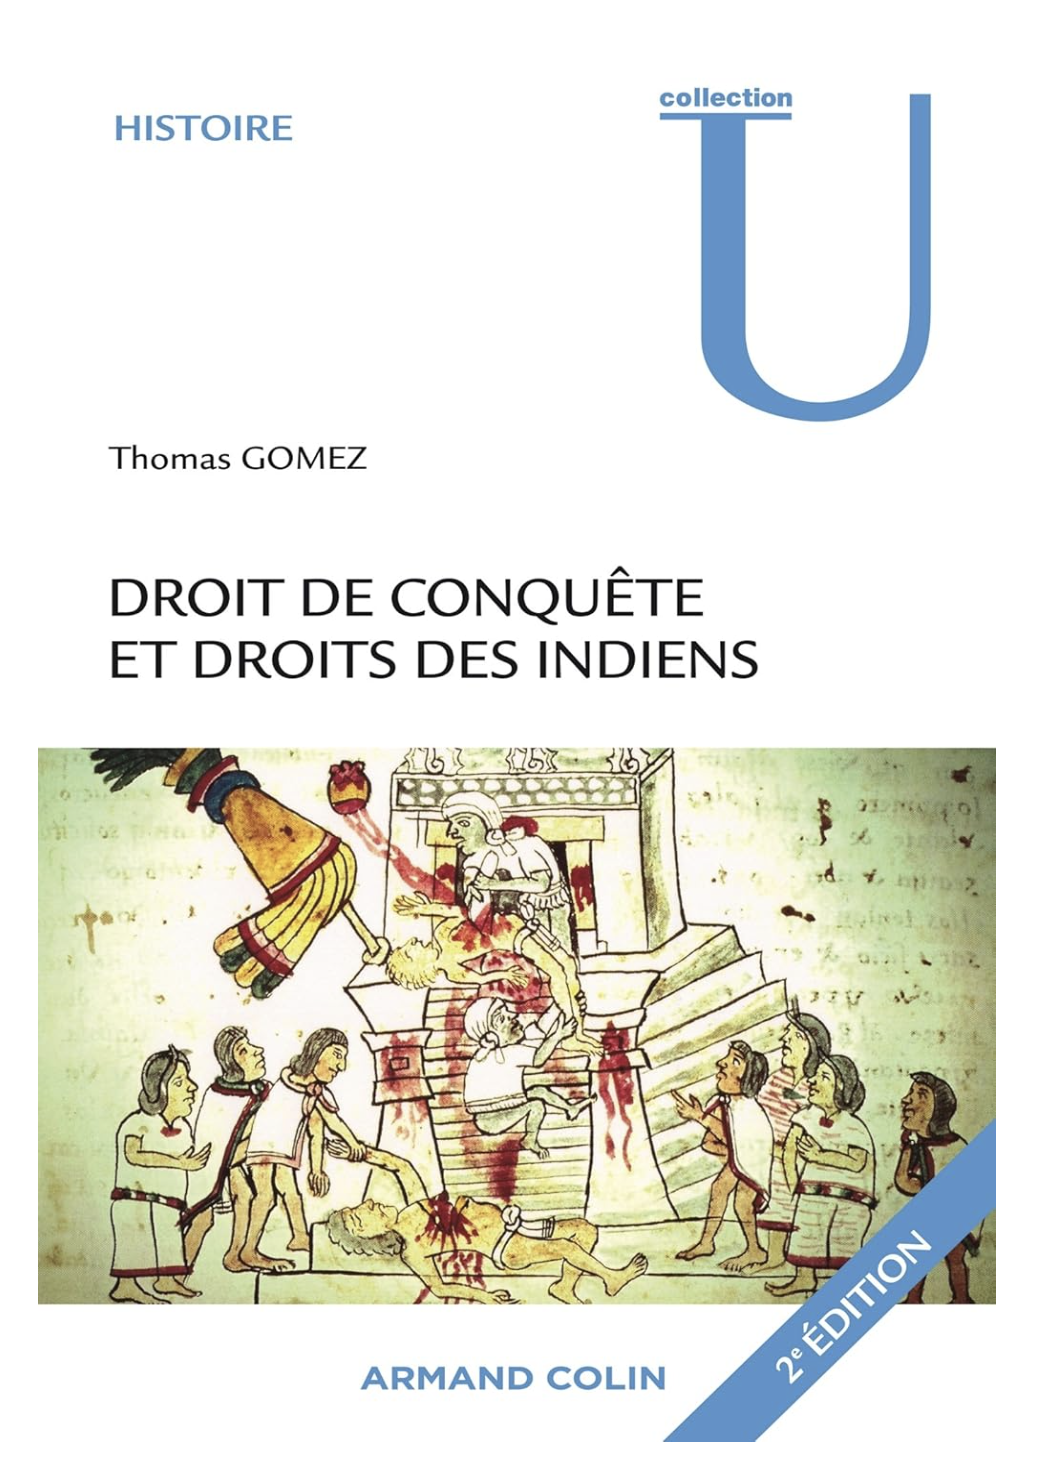 HISTOIRE
collection
U
Thomas GOMEZ
DROIT DE CONQUÊTE
ET DROITS DES INDIENS
2e ÉDITION
ARMAND COLIN